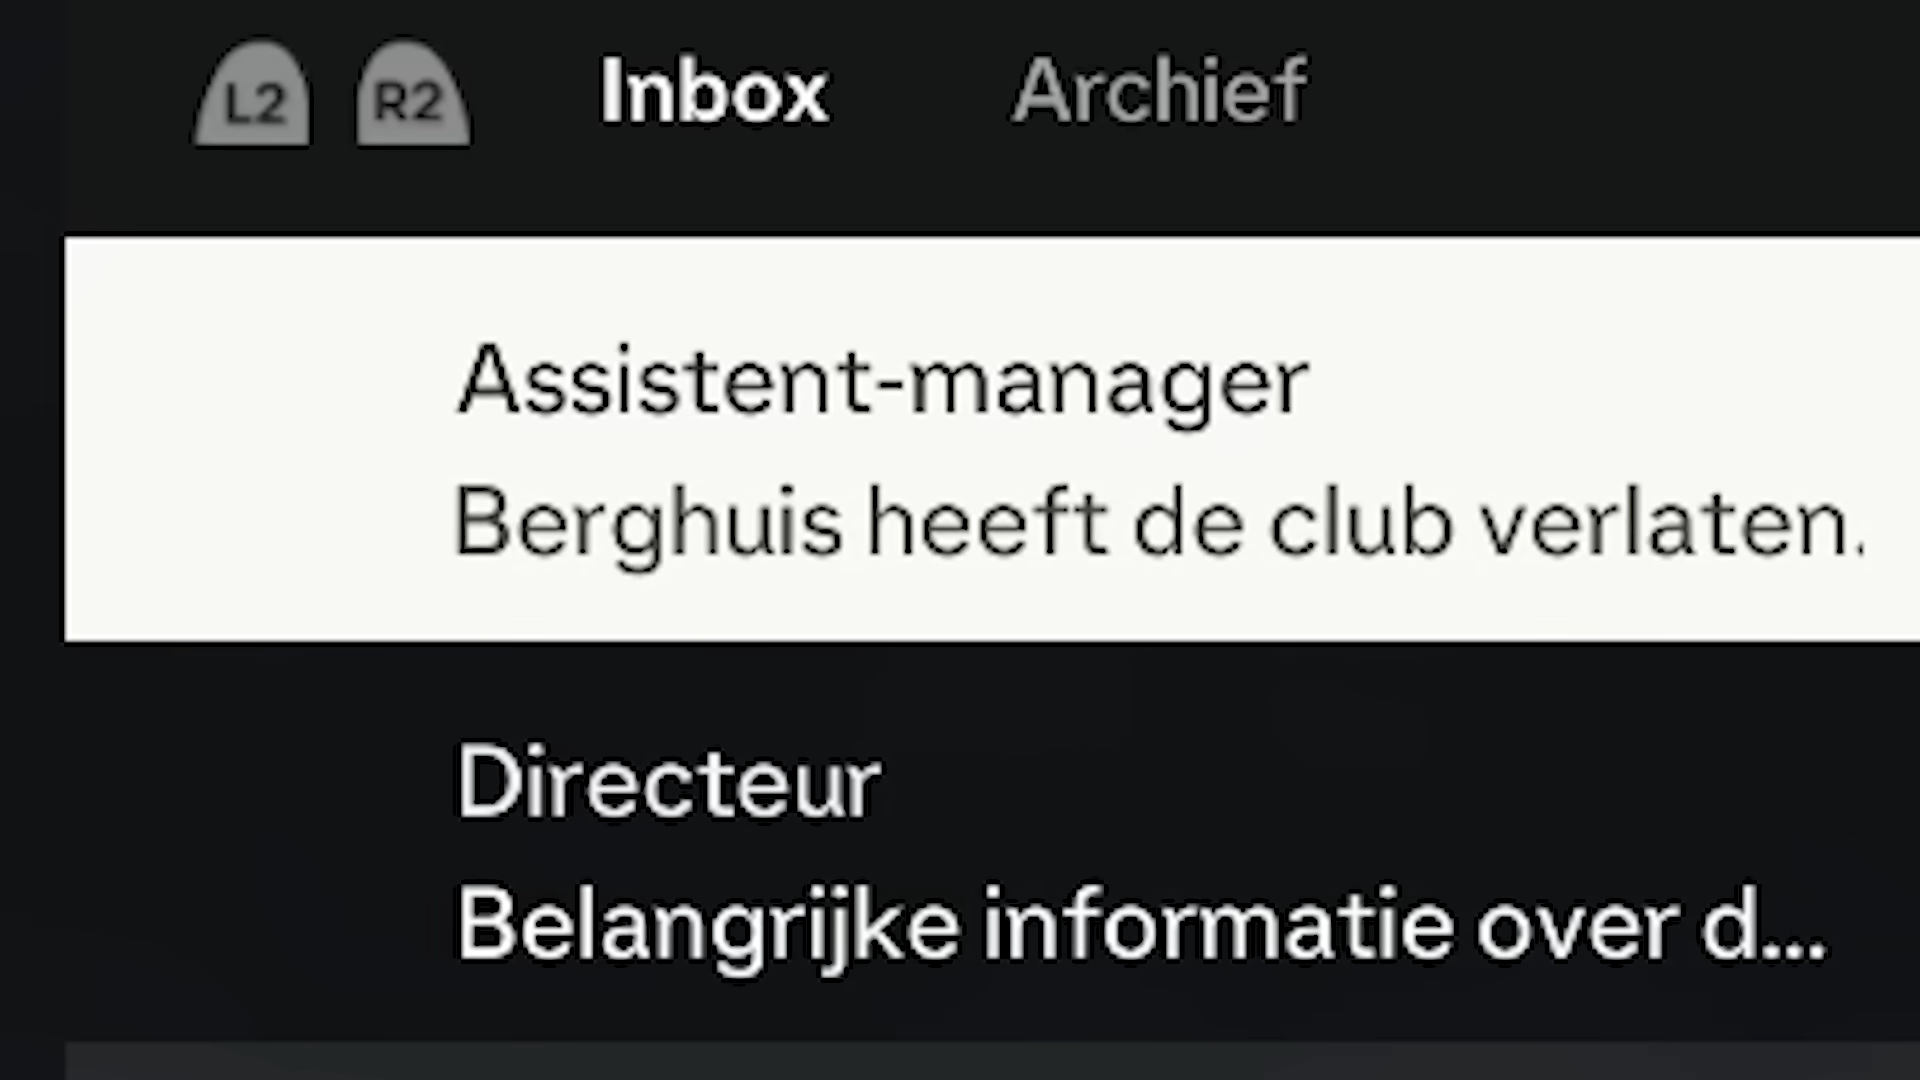 L2 R2 Inbox Archief
Assistent-manager
Berghuis heeft de club verlaten.
Directeur
Belangrijke informatie over d...